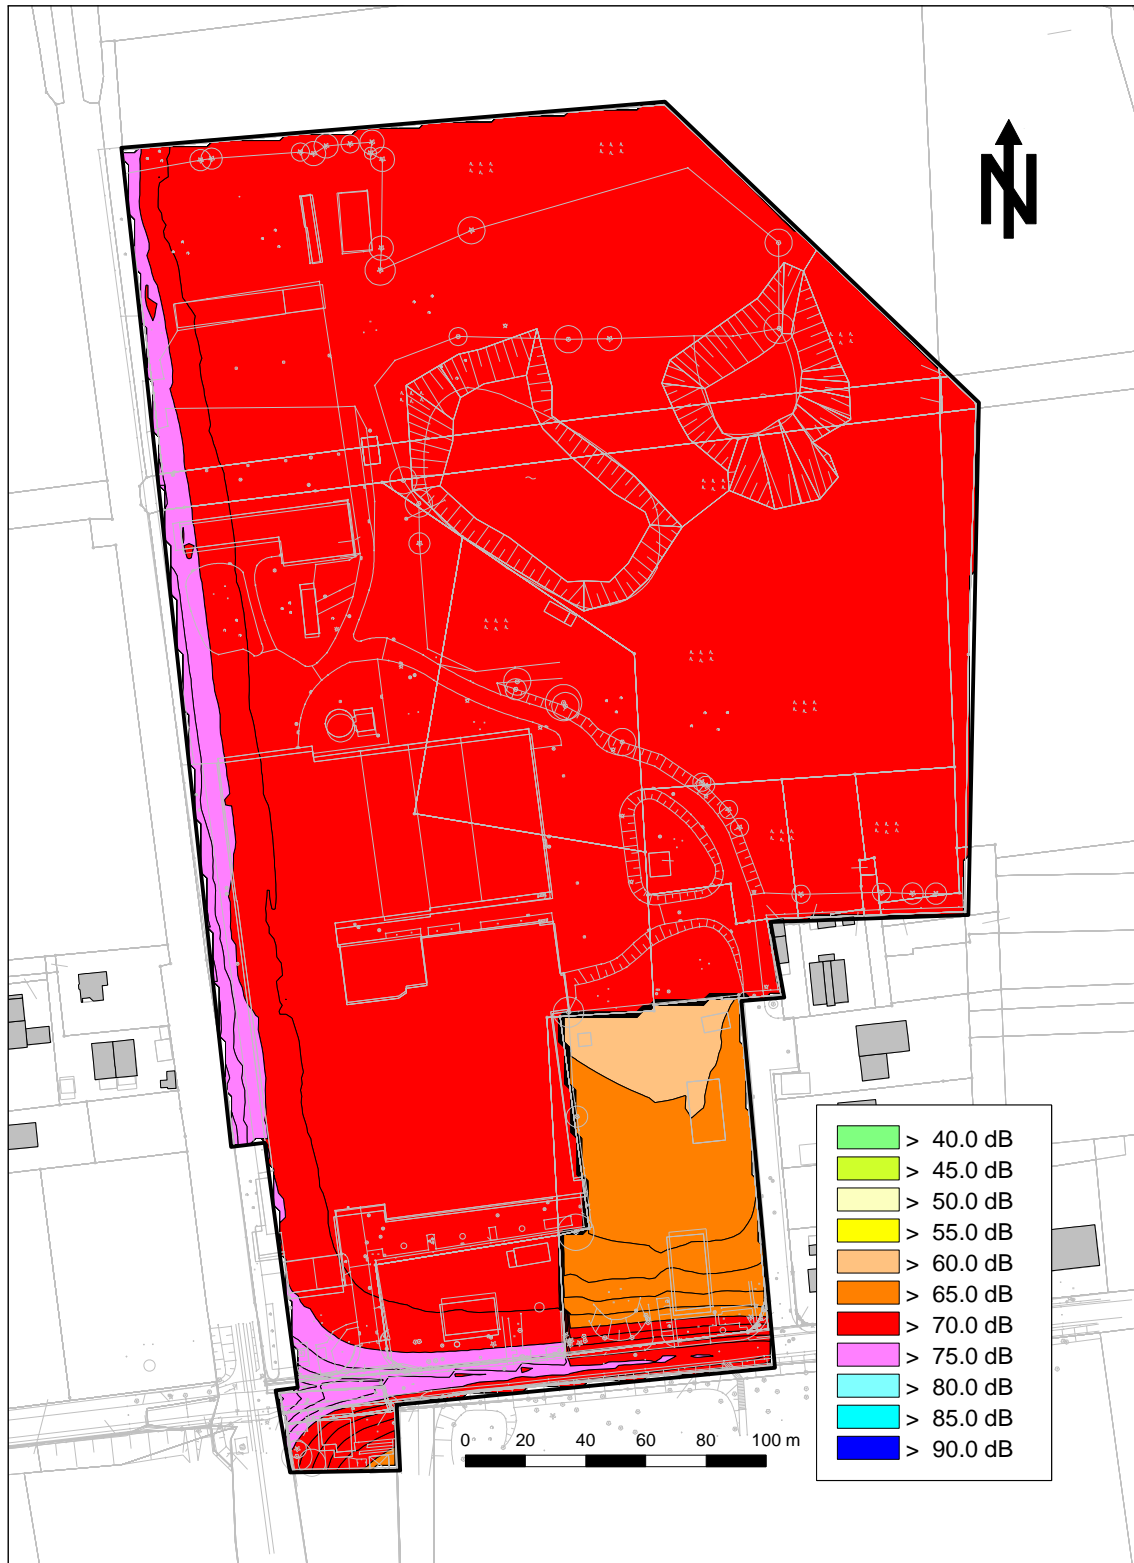 N
> 40.0 dB
> 45.0 dB
> 50.0 dB
> 55.0 dB
> 60.0 dB
> 65.0 dB
> 70.0 dB
> 75.0 dB
> 80.0 dB
> 85.0 dB
> 90.0 dB
0 20 40 60 80 100 m